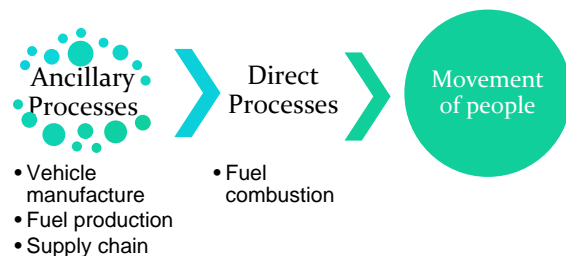 Ancillary
Processes
Direct
Processes
Movement
of people
• Vehicle
manufacture
• Fuel production
• Supply chain
• Fuel
combustion